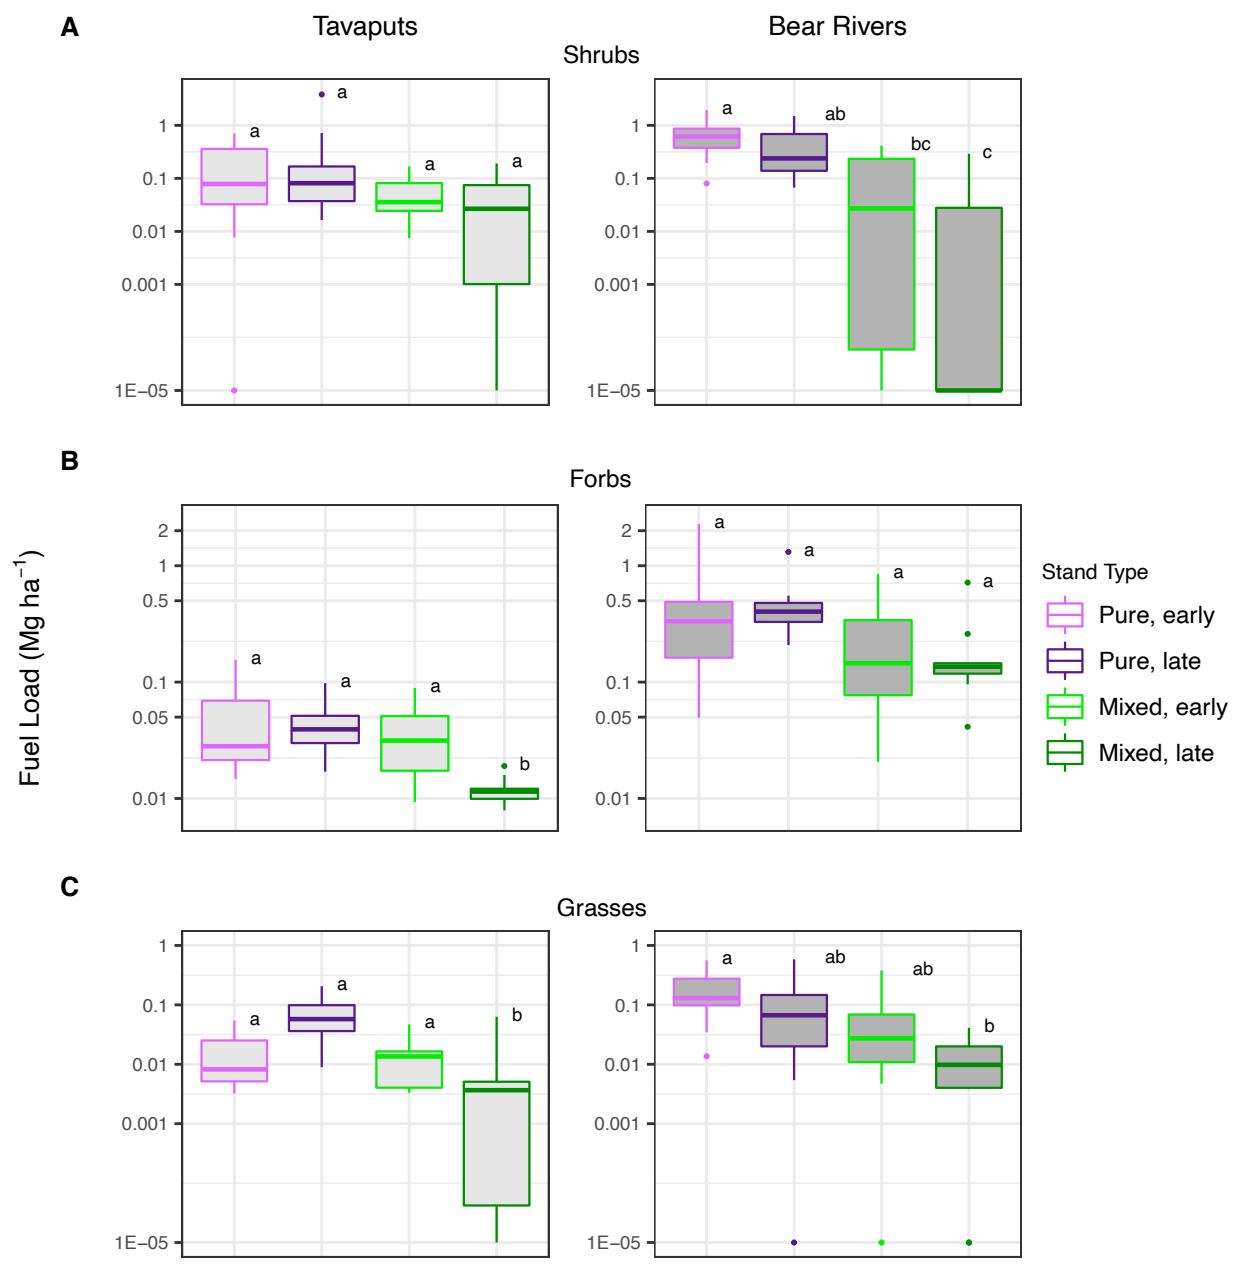 A
Tavaputs
Bear Rivers
Shrubs
1
0.1
0.01
0.001
1E−05
a
a
a
a
1
0.1
0.01
0.001
1E−05
a
ab
bc
c
B
Forbs
2
1
0.5
0.1
0.05
0.01
a
a
a
b
2
1
0.5
0.1
0.05
0.01
a
a
a
a
Fuel Load (Mg ha⁻¹)
Stand Type
Pure, early
Pure, late
Mixed, early
Mixed, late
C
Grasses
1
0.1
0.01
0.001
1E−05
a
a
a
b
1
0.1
0.01
0.001
1E−05
a
ab
ab
b